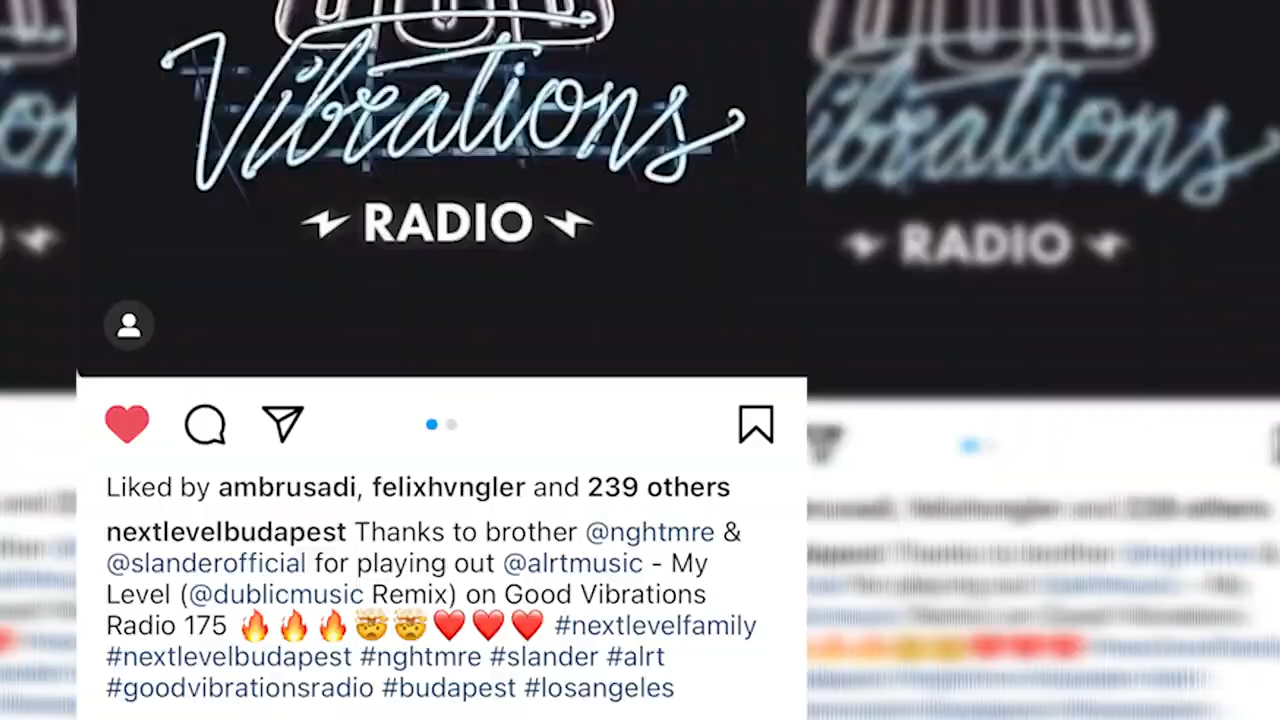 Vibrations
RADIO
Liked by ambrusadi, felixhvngler and 239 others
nextlevelbudapest Thanks to brother @nghtmre &
@slanderofficial for playing out @alrtmusic - My
Level (@dublicmusic Remix) on Good Vibrations
Radio 175 🔥🔥🔥🤯🤯❤️❤️❤️ #nextlevelfamily
#nextlevelbudapest #nghtmre #slander #alrt
#goodvibrationsradio #budapest #losangeles